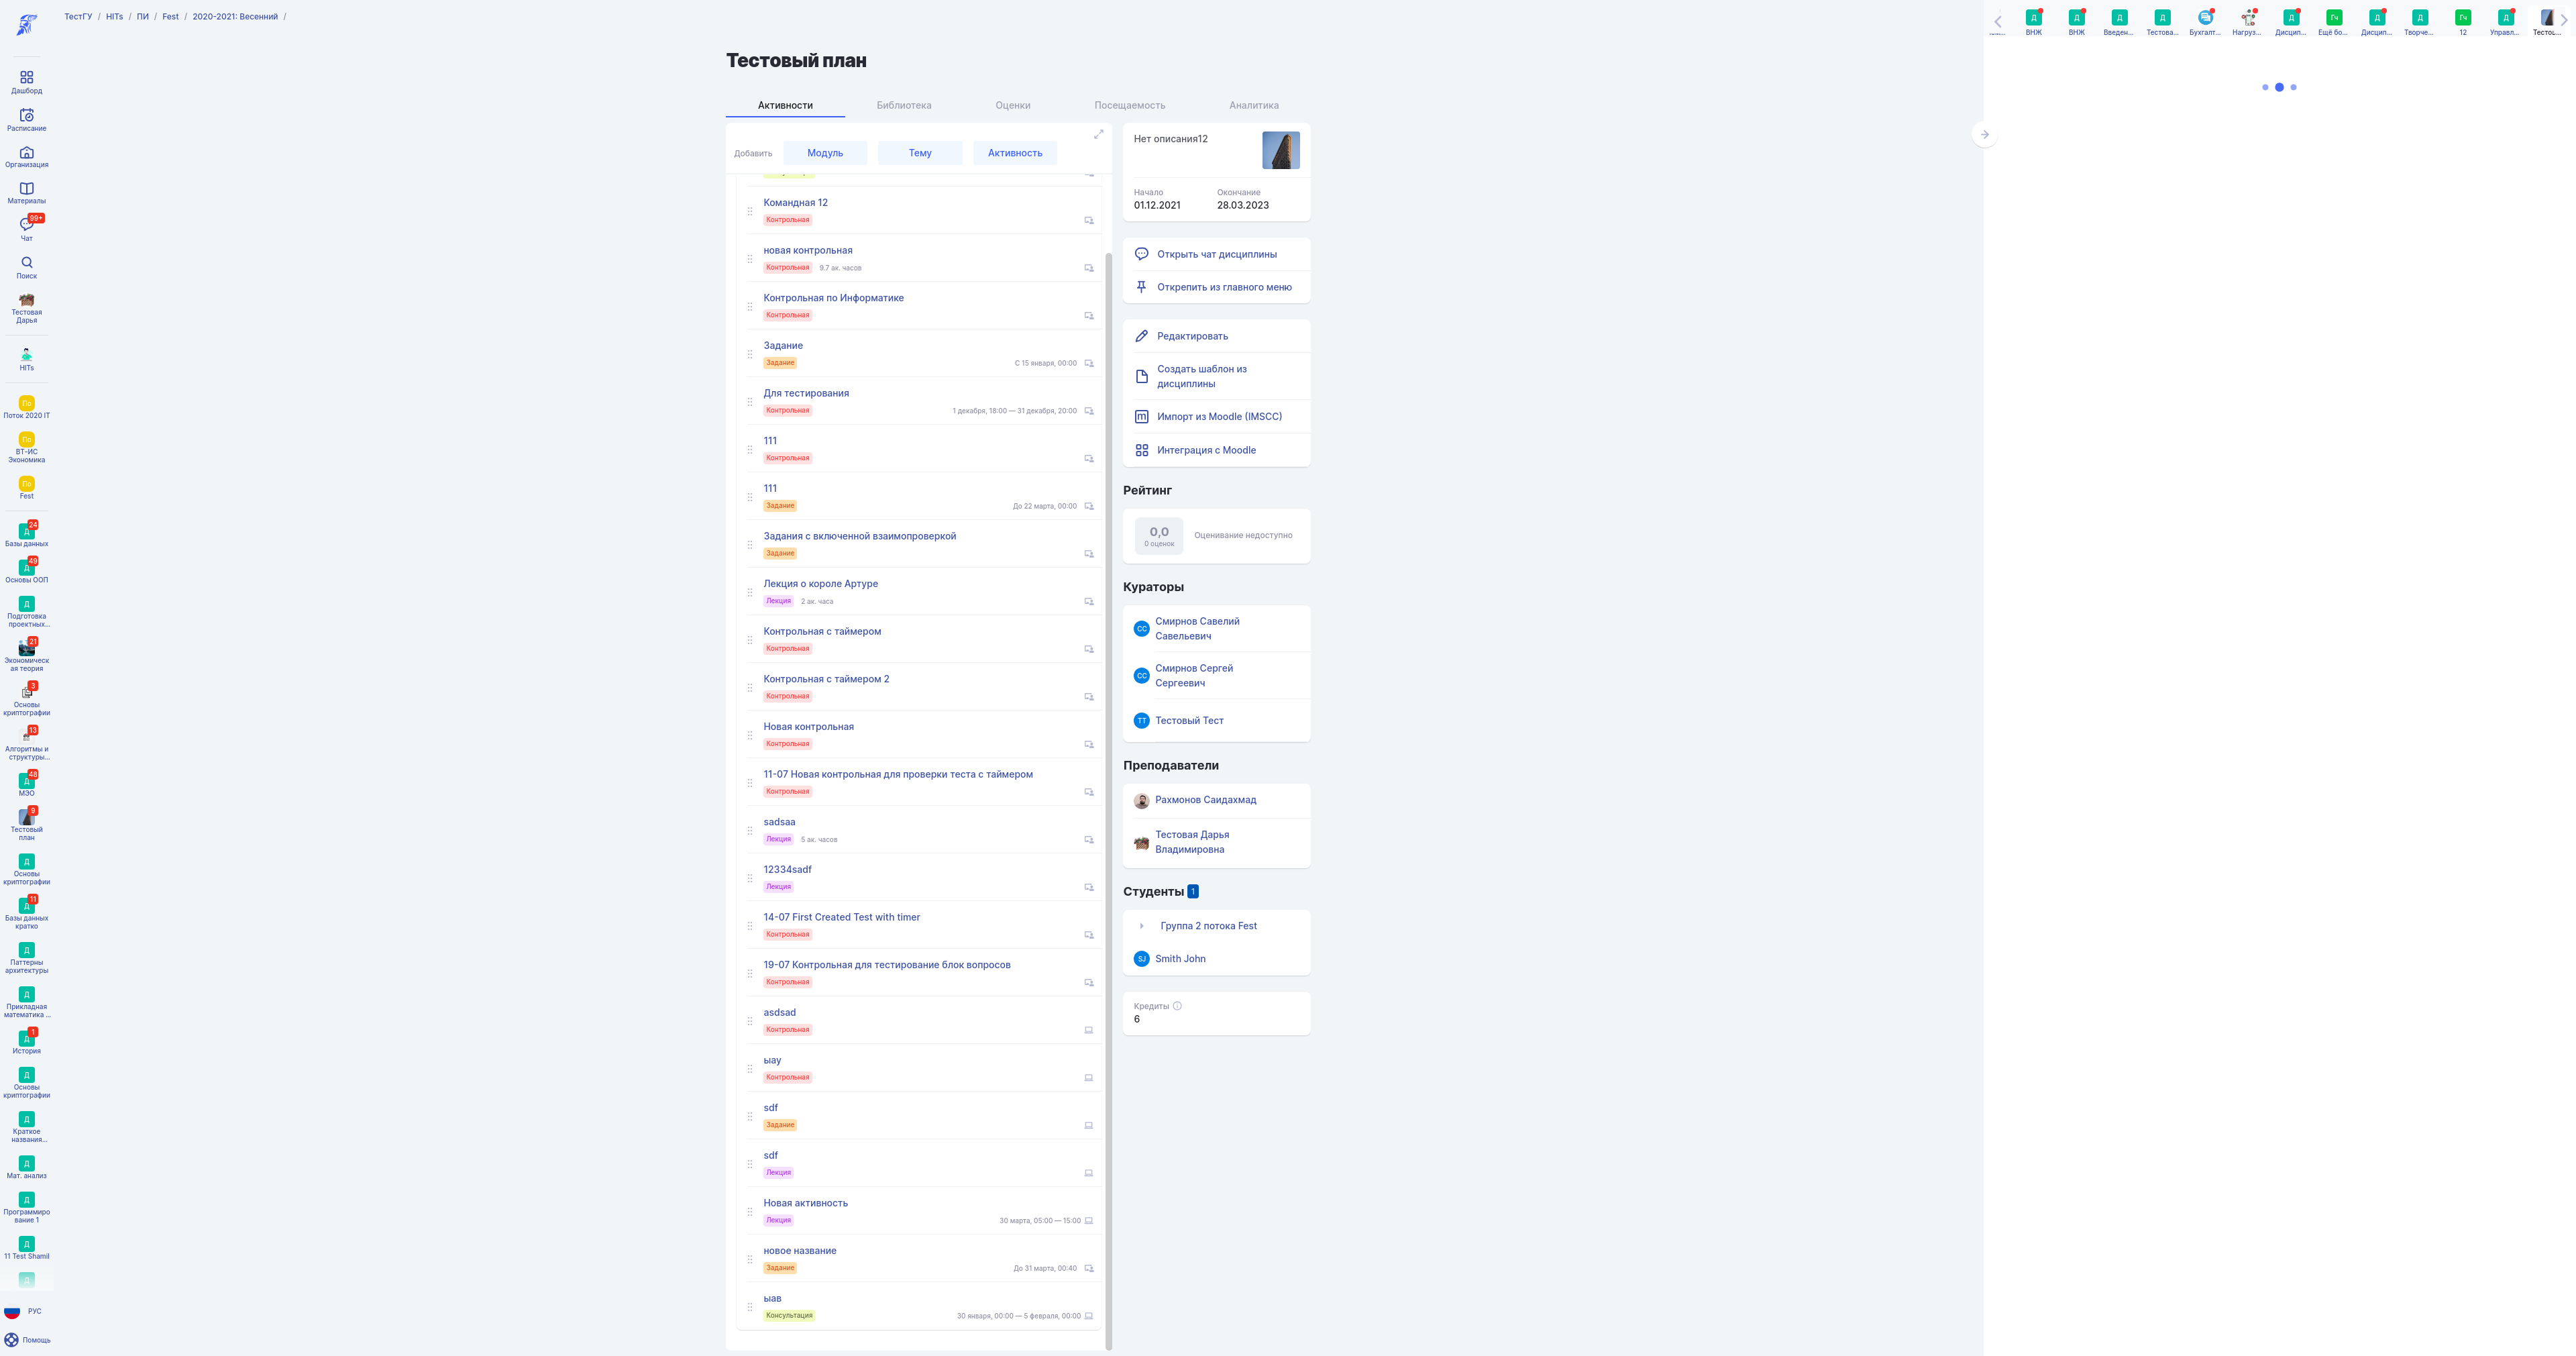 ТестГУ / HITs / ПИ / Fest / 2020-2021: Весенний /
Дашборд
Расписание
Организация
Материалы
99+
Чат
Поиск
Тестовая
Дарья
HITs
По
Поток 2020 IT
По
ВТ-ИС
Экономика
По
Fest
24
Д
Базы данных
49
Д
Основы ООП
Д
Подготовка
проектных...
21
Экономическ
ая теория
3
Основы
криптографии
13
Алгоритмы и
структуры...
48
Д
МЭО
9
Тестовый
план
Д
Основы
криптографии
11
Д
Базы данных
кратко
Д
Паттерны
архитектуры
Д
Прикладная
математика ...
1
Д
История
Д
Основы
криптографии
Д
Краткое
названия...
Д
Мат. анализ
Д
Программиро
вание 1
Д
11 Test Shamil
Д
РУС
Помощь
Тестовый план
Активности
Библиотека
Оценки
Посещаемость
Аналитика
Добавить
Модуль
Тему
Активность
Командная 12
Контрольная
новая контрольная
Контрольная 9.7 ак. часов
Контрольная по Информатике
Контрольная
Задание
Задание С 15 января, 00:00
Для тестирования
Контрольная 1 декабря, 18:00 — 31 декабря, 20:00
111
Контрольная
111
Задание До 22 марта, 00:00
Задания с включенной взаимопроверкой
Задание
Лекция о короле Артуре
Лекция 2 ак. часа
Контрольная с таймером
Контрольная
Контрольная с таймером 2
Контрольная
Новая контрольная
Контрольная
11-07 Новая контрольная для проверки теста с таймером
Контрольная
sadsaa
Лекция 5 ак. часов
12334sadf
Лекция
14-07 First Created Test with timer
Контрольная
19-07 Контрольная для тестирование блок вопросов
Контрольная
asdsad
Контрольная
ыау
Контрольная
sdf
Задание
sdf
Лекция
Новая активность
Лекция 30 марта, 05:00 — 15:00
новое название
Задание До 31 марта, 00:40
ыав
Консультация 30 января, 00:00 — 5 февраля, 00:00
Нет описания12
Начало Окончание
01.12.2021 28.03.2023
Открыть чат дисциплины
Открепить из главного меню
Редактировать
Создать шаблон из
дисциплины
Импорт из Moodle (IMSCC)
Интеграция с Moodle
Рейтинг
0,0
0 оценок
Оценивание недоступно
Кураторы
СС
Смирнов Савелий
Савельевич
СС
Смирнов Сергей
Сергеевич
ТТ
Тестовый Тест
Преподаватели
Рахмонов Саидахмад
Тестовая Дарья
Владимировна
Студенты 1
Группа 2 потока Fest
SJ
Smith John
Кредиты
6
Д
ВНЖ
Д
ВНЖ
Д
Введен...
Д
Тестова...
Бухгалт...
Нагруз...
Д
Дисцип...
Гч
Ещё бо...
Д
Дисцип...
Д
Творче...
Гч
12
Д
Управл...
Тестов...